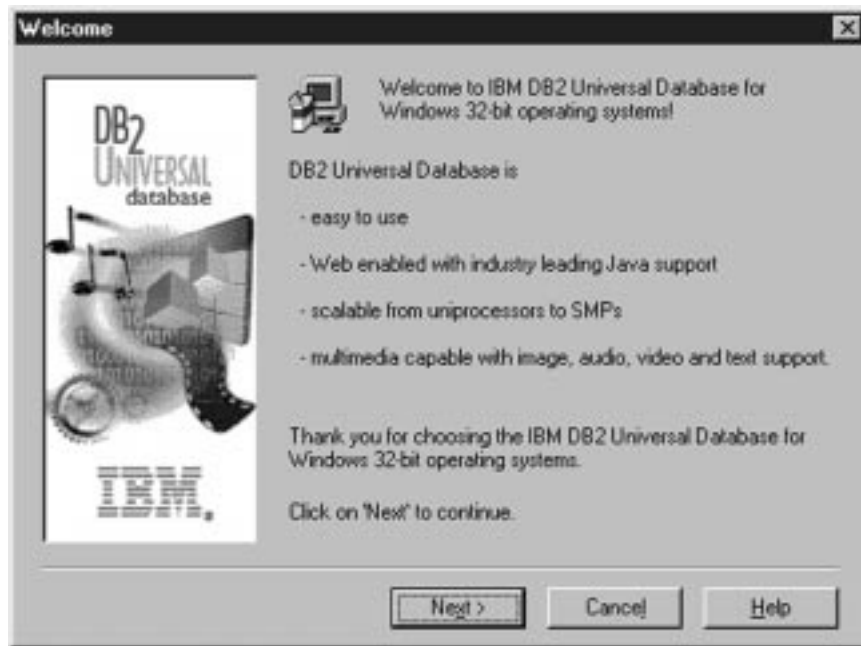 Welcome
DB2
UNIVERSAL
database
IBM
Welcome to IBM DB2 Universal Database for
Windows 32-bit operating systems!
DB2 Universal Database is
- easy to use
- Web enabled with industry leading Java support
- scalable from uniprocessors to SMPs
- multimedia capable with image, audio, video and text support.
Thank you for choosing the IBM DB2 Universal Database for
Windows 32-bit operating systems.
Click on 'Next' to continue.
Next >
Cancel
Help